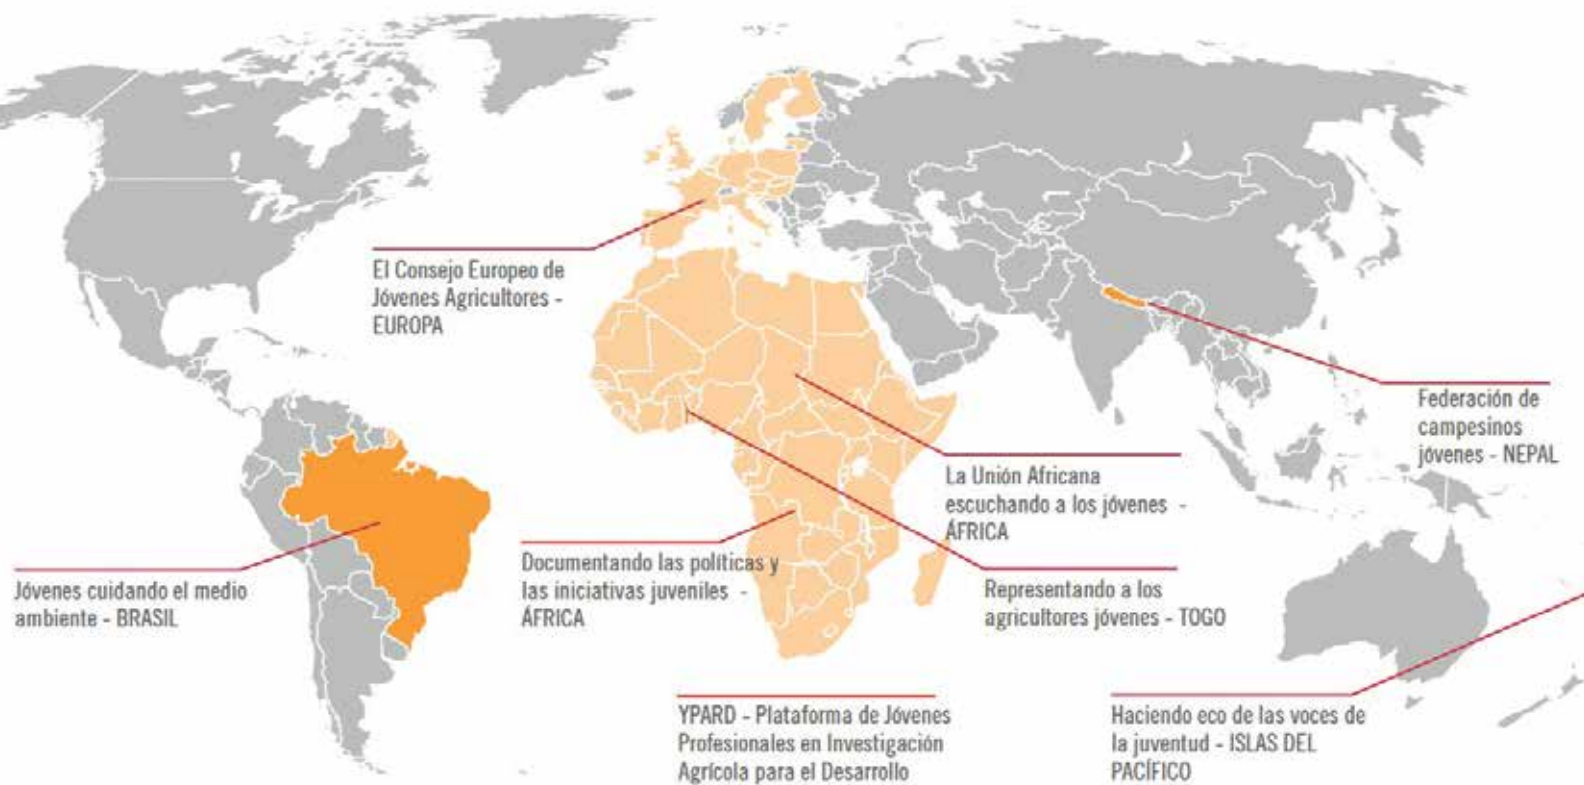 El Consejo Europeo de
Jóvenes Agricultores -
EUROPA
Federación de
campesinos
jóvenes - NEPAL
La Unión Africana
escuchando a los jóvenes -
ÁFRICA
Jóvenes cuidando el medio
ambiente - BRASIL
Documentando las políticas y
las iniciativas juveniles -
ÁFRICA
Representando a los
agricultores jóvenes - TOGO
YPARD - Plataforma de Jóvenes
Profesionales en Investigación
Agrícola para el Desarrollo
Haciendo eco de las voces de
la juventud - ISLAS DEL
PACÍFICO